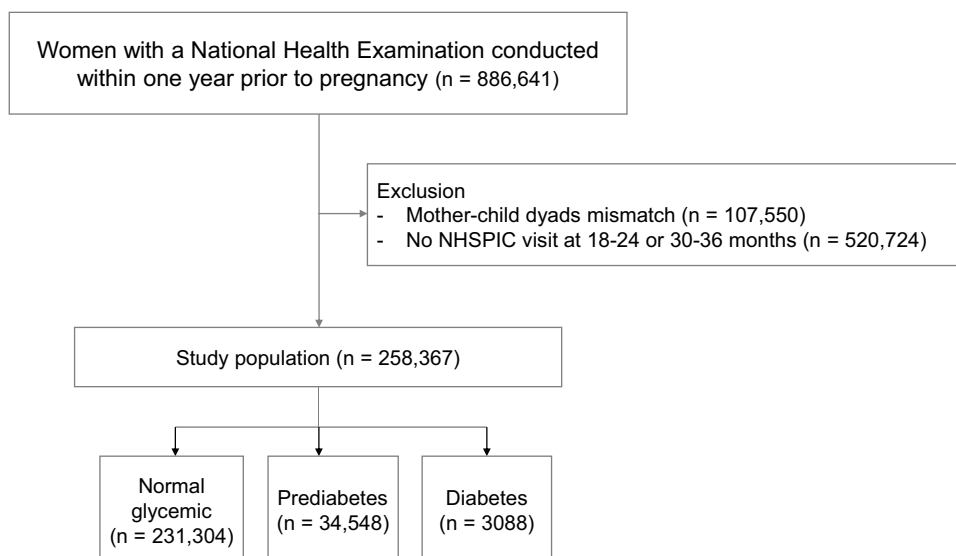 Women with a National Health Examination conducted
within one year prior to pregnancy (n = 886,641)
Exclusion
- Mother-child dyads mismatch (n = 107,550)
- No NHSPIC visit at 18-24 or 30-36 months (n = 520,724)
Study population (n = 258,367)
Normal
glycemic
(n = 231,304)
Prediabetes
(n = 34,548)
Diabetes
(n = 3088)